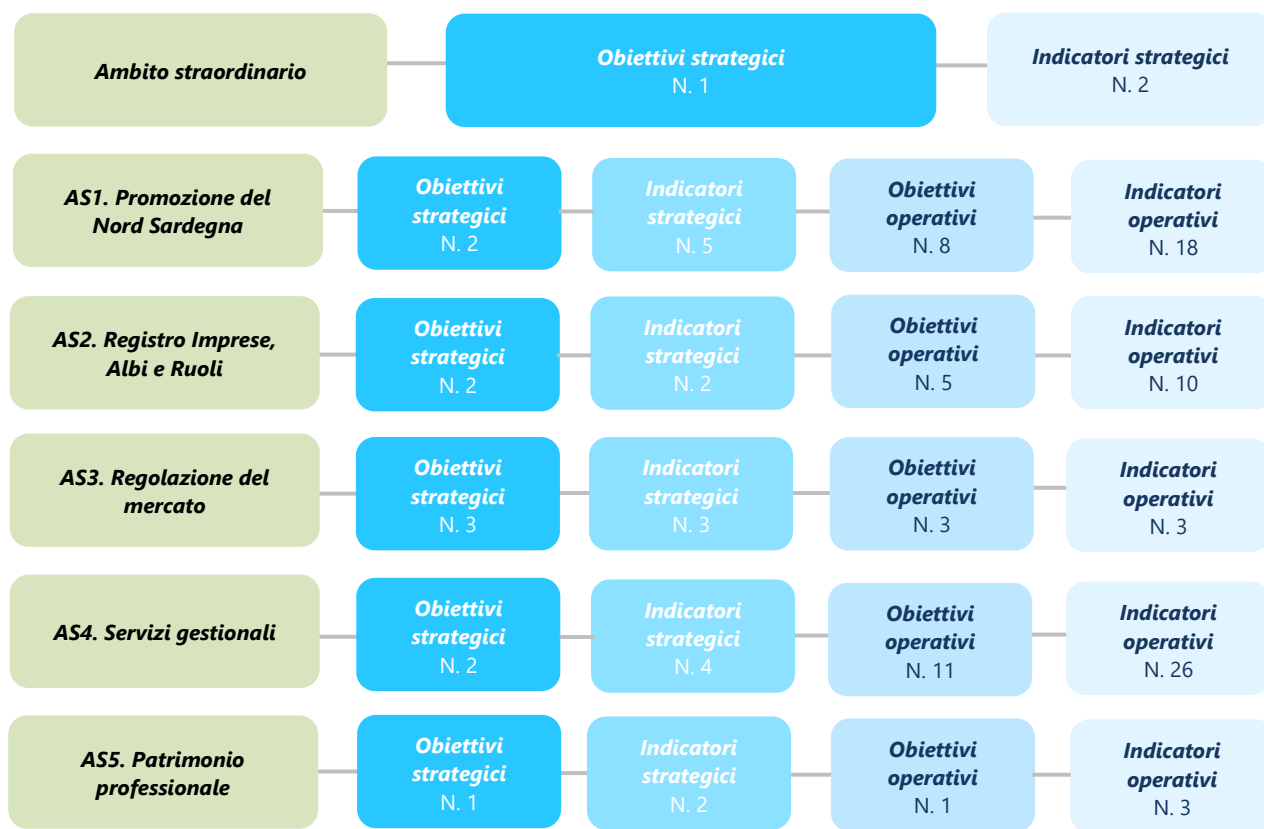 Ambito straordinario
Obiettivi strategici
N. 1
Indicatori strategici
N. 2
AS1. Promozione del
Nord Sardegna
Obiettivi
strategici
N. 2
Indicatori
strategici
N. 5
Obiettivi
operativi
N. 8
Indicatori
operativi
N. 18
AS2. Registro Imprese,
Albi e Ruoli
Obiettivi
strategici
N. 2
Indicatori
strategici
N. 2
Obiettivi
operativi
N. 5
Indicatori
operativi
N. 10
AS3. Regolazione del
mercato
Obiettivi
strategici
N. 3
Indicatori
strategici
N. 3
Obiettivi
operativi
N. 3
Indicatori
operativi
N. 3
AS4. Servizi gestionali
Obiettivi
strategici
N. 2
Indicatori
strategici
N. 4
Obiettivi
operativi
N. 11
Indicatori
operativi
N. 26
AS5. Patrimonio
professionale
Obiettivi
strategici
N. 1
Indicatori
strategici
N. 2
Obiettivi
operativi
N. 1
Indicatori
operativi
N. 3